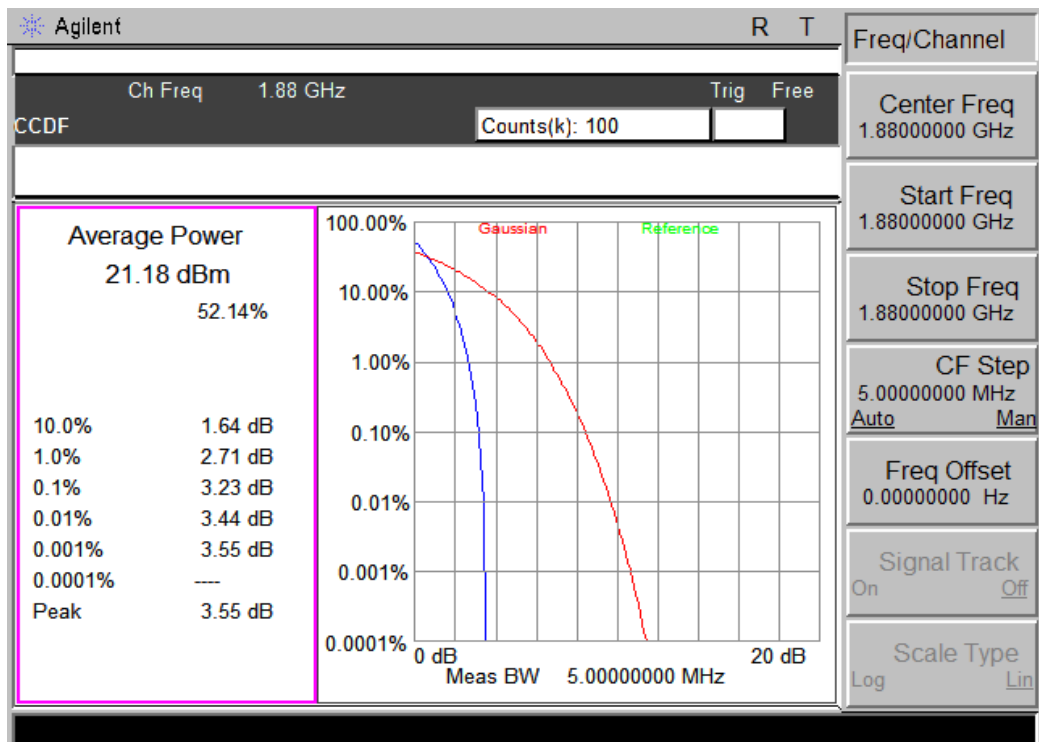 Agilent R T
Ch Freq 1.88 GHz Trig Free
CCDF Counts(k): 100
Average Power
21.18 dBm
52.14%
10.0% 1.64 dB
1.0% 2.71 dB
0.1% 3.23 dB
0.01% 3.44 dB
0.001% 3.55 dB
0.0001% ----
Peak 3.55 dB
Gaussian Reference
100.00%
10.00%
1.00%
0.10%
0.01%
0.001%
0.0001%
0 dB 20 dB
Meas BW 5.00000000 MHz
Freq/Channel
Center Freq
1.88000000 GHz
Start Freq
1.88000000 GHz
Stop Freq
1.88000000 GHz
CF Step
5.00000000 MHz
Auto Man
Freq Offset
0.00000000 Hz
Signal Track
On Off
Scale Type
Log Lin